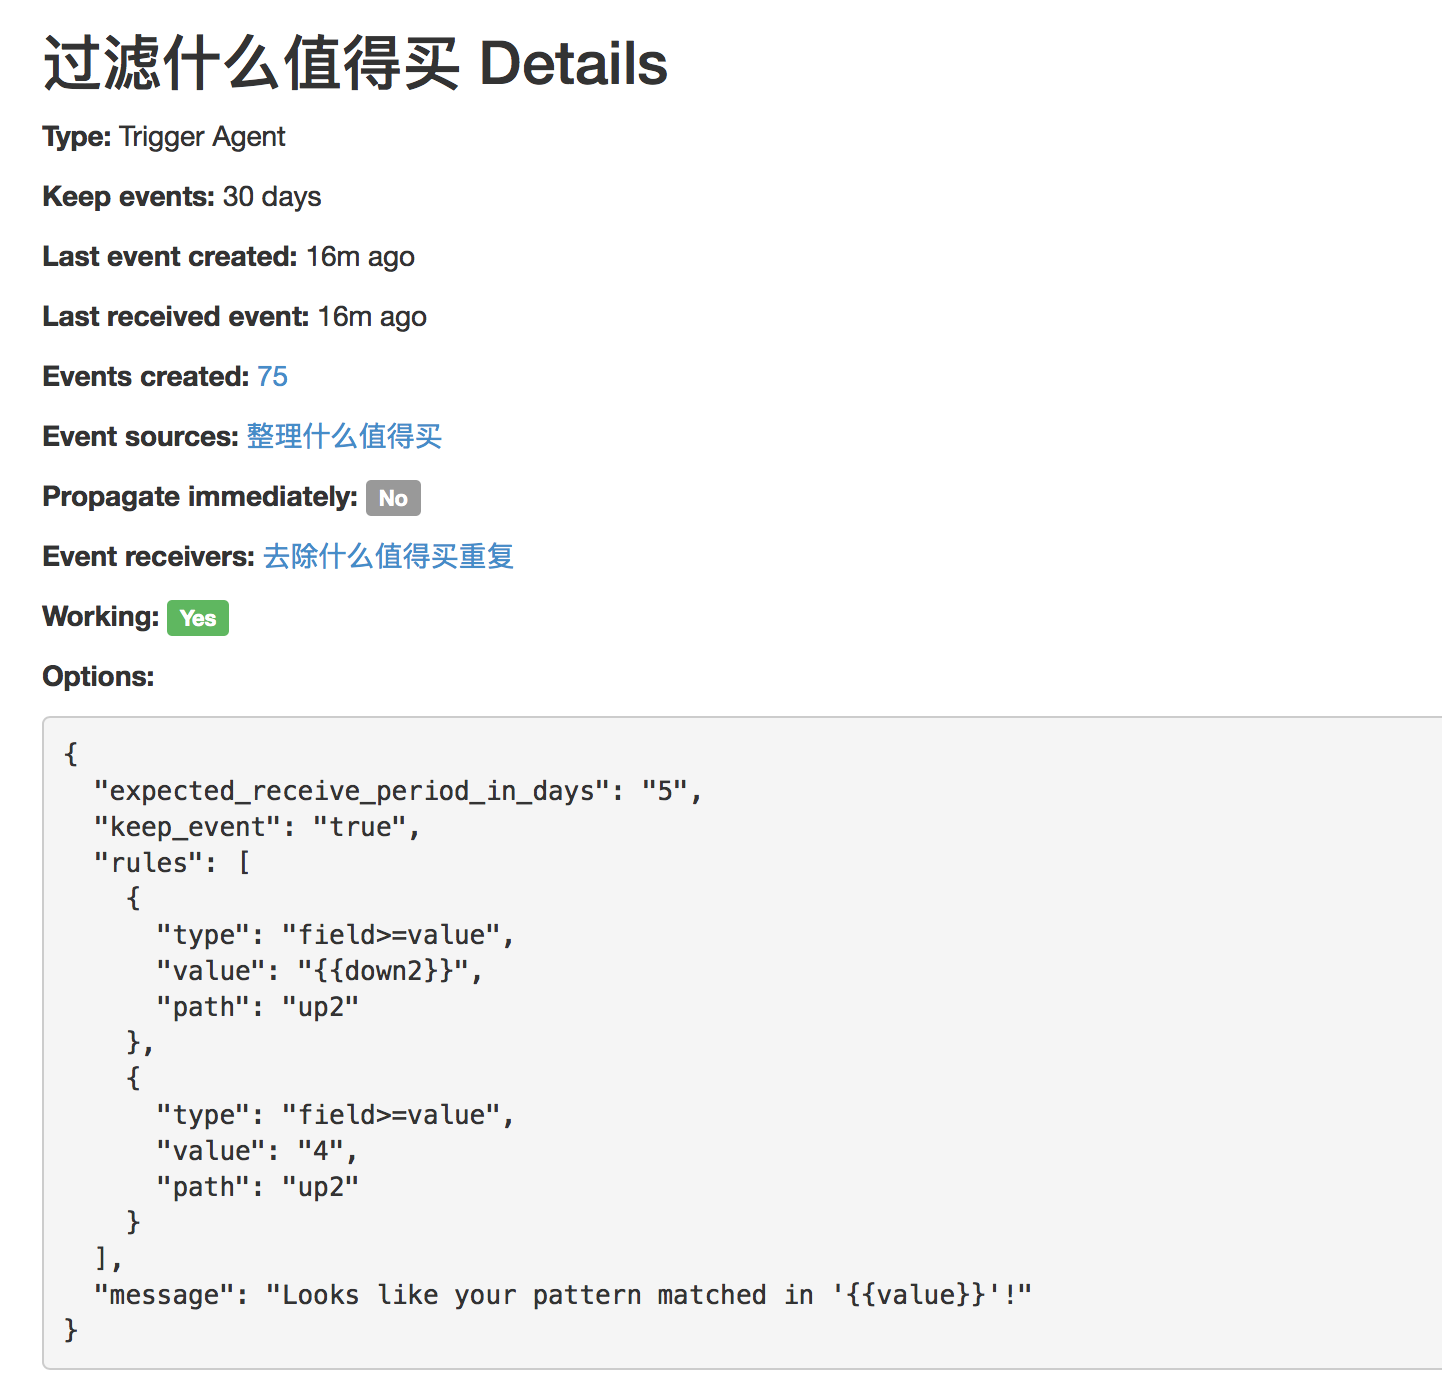 过滤什么值得买 Details
Type: Trigger Agent
Keep events: 30 days
Last event created: 16m ago
Last received event: 16m ago
Events created: 75
Event sources: 整理什么值得买
Propagate immediately: No
Event receivers: 去除什么值得买重复
Working: Yes
Options:
{
  "expected_receive_period_in_days": "5",
  "keep_event": "true",
  "rules": [
    {
      "type": "field>=value",
      "value": "{{down2}}",
      "path": "up2"
    },
    {
      "type": "field>=value",
      "value": "4",
      "path": "up2"
    }
  ],
  "message": "Looks like your pattern matched in '{{value}}'!"
}